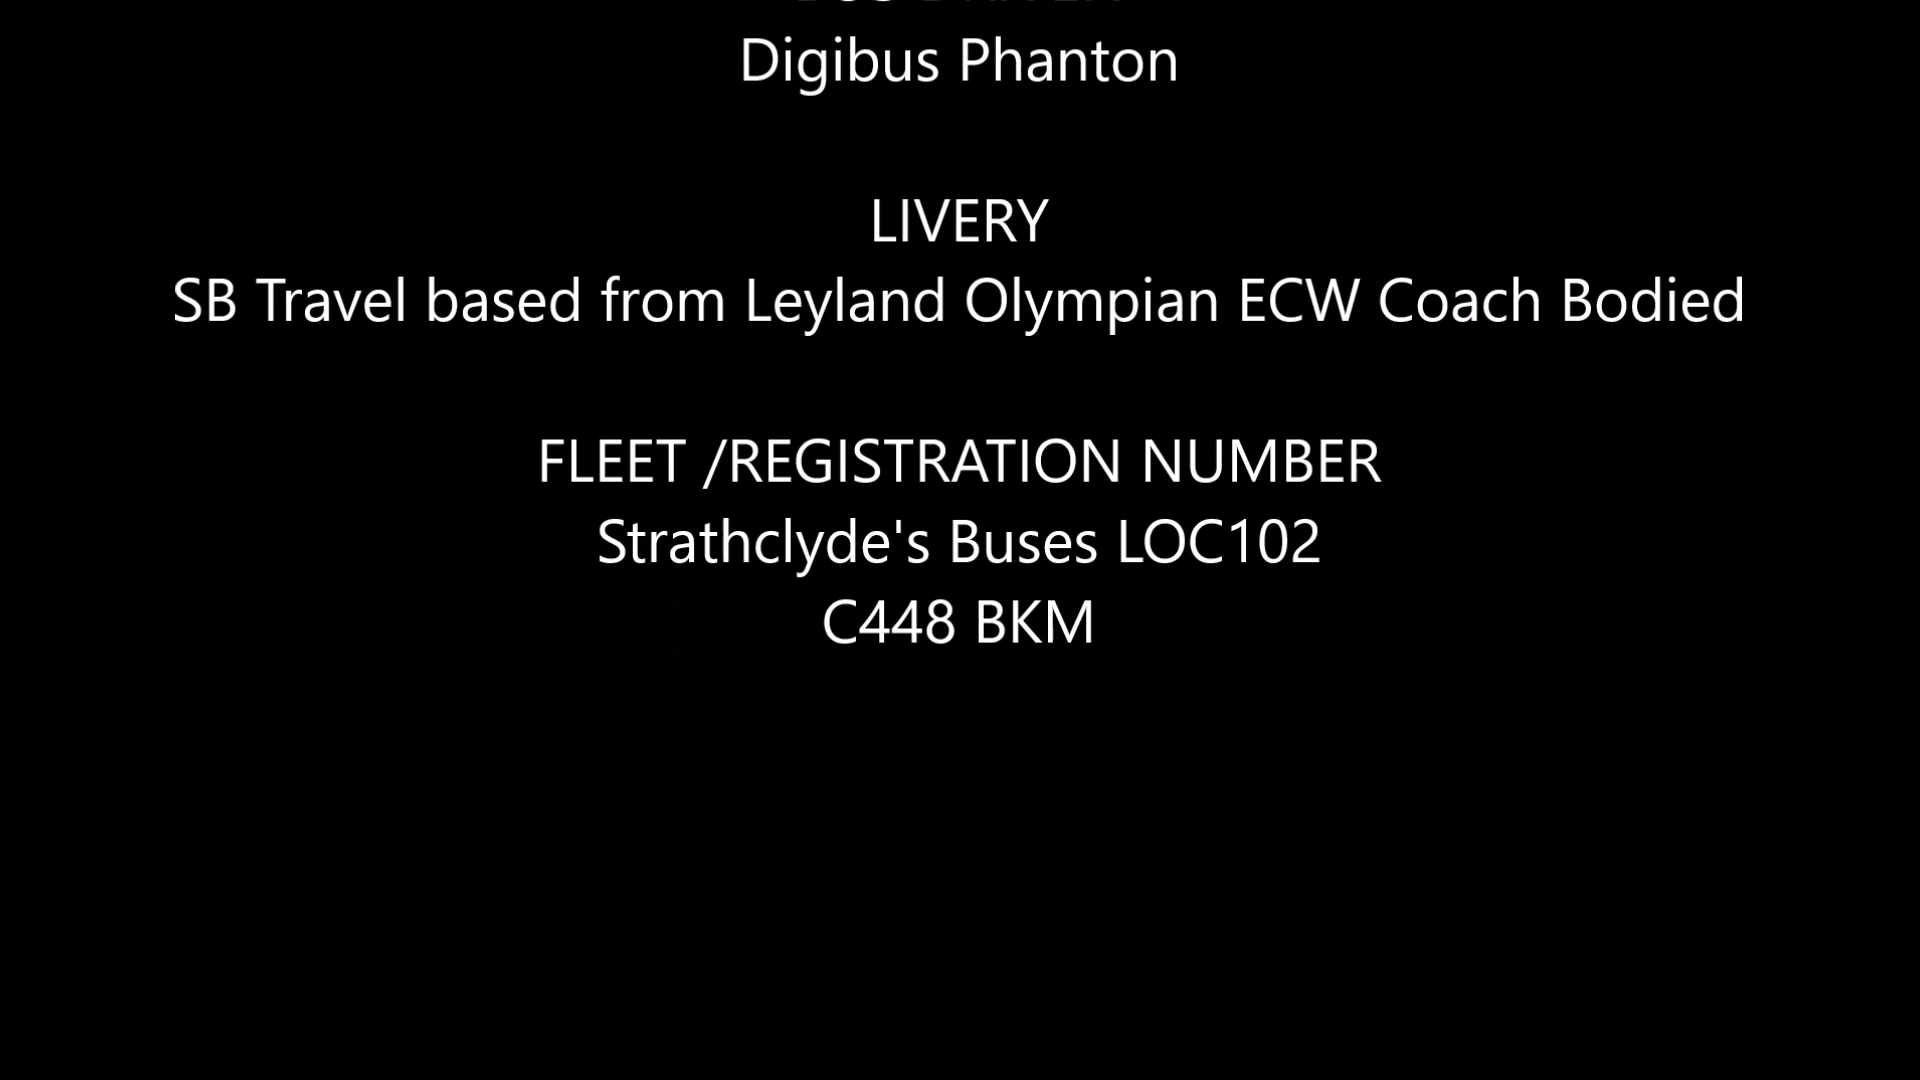 Digibus Phanton
LIVERY
SB Travel based from Leyland Olympian ECW Coach Bodied
FLEET /REGISTRATION NUMBER
Strathclyde's Buses LOC102
C448 BKM